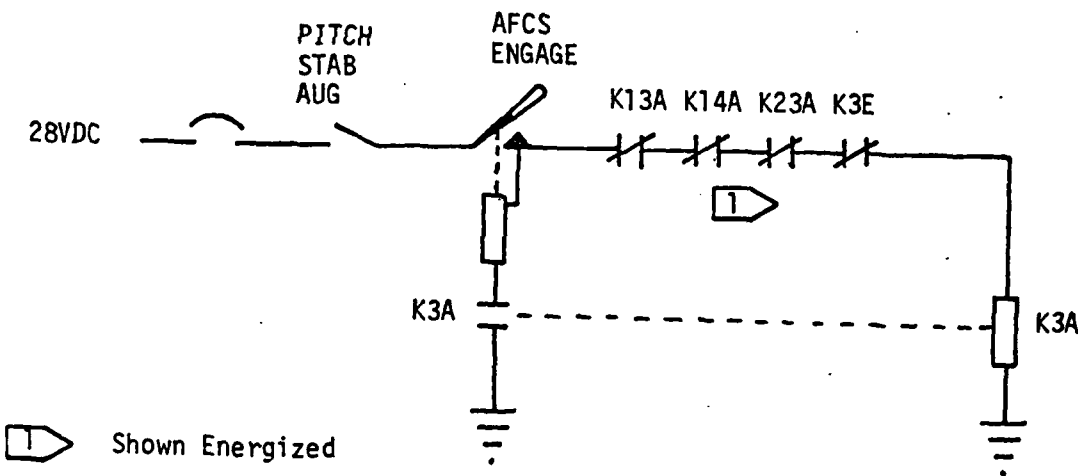 PITCH
STAB
AUG
AFCS
ENGAGE
28VDC
K13A K14A K23A K3E
1
K3A
K3A
1 Shown Energized